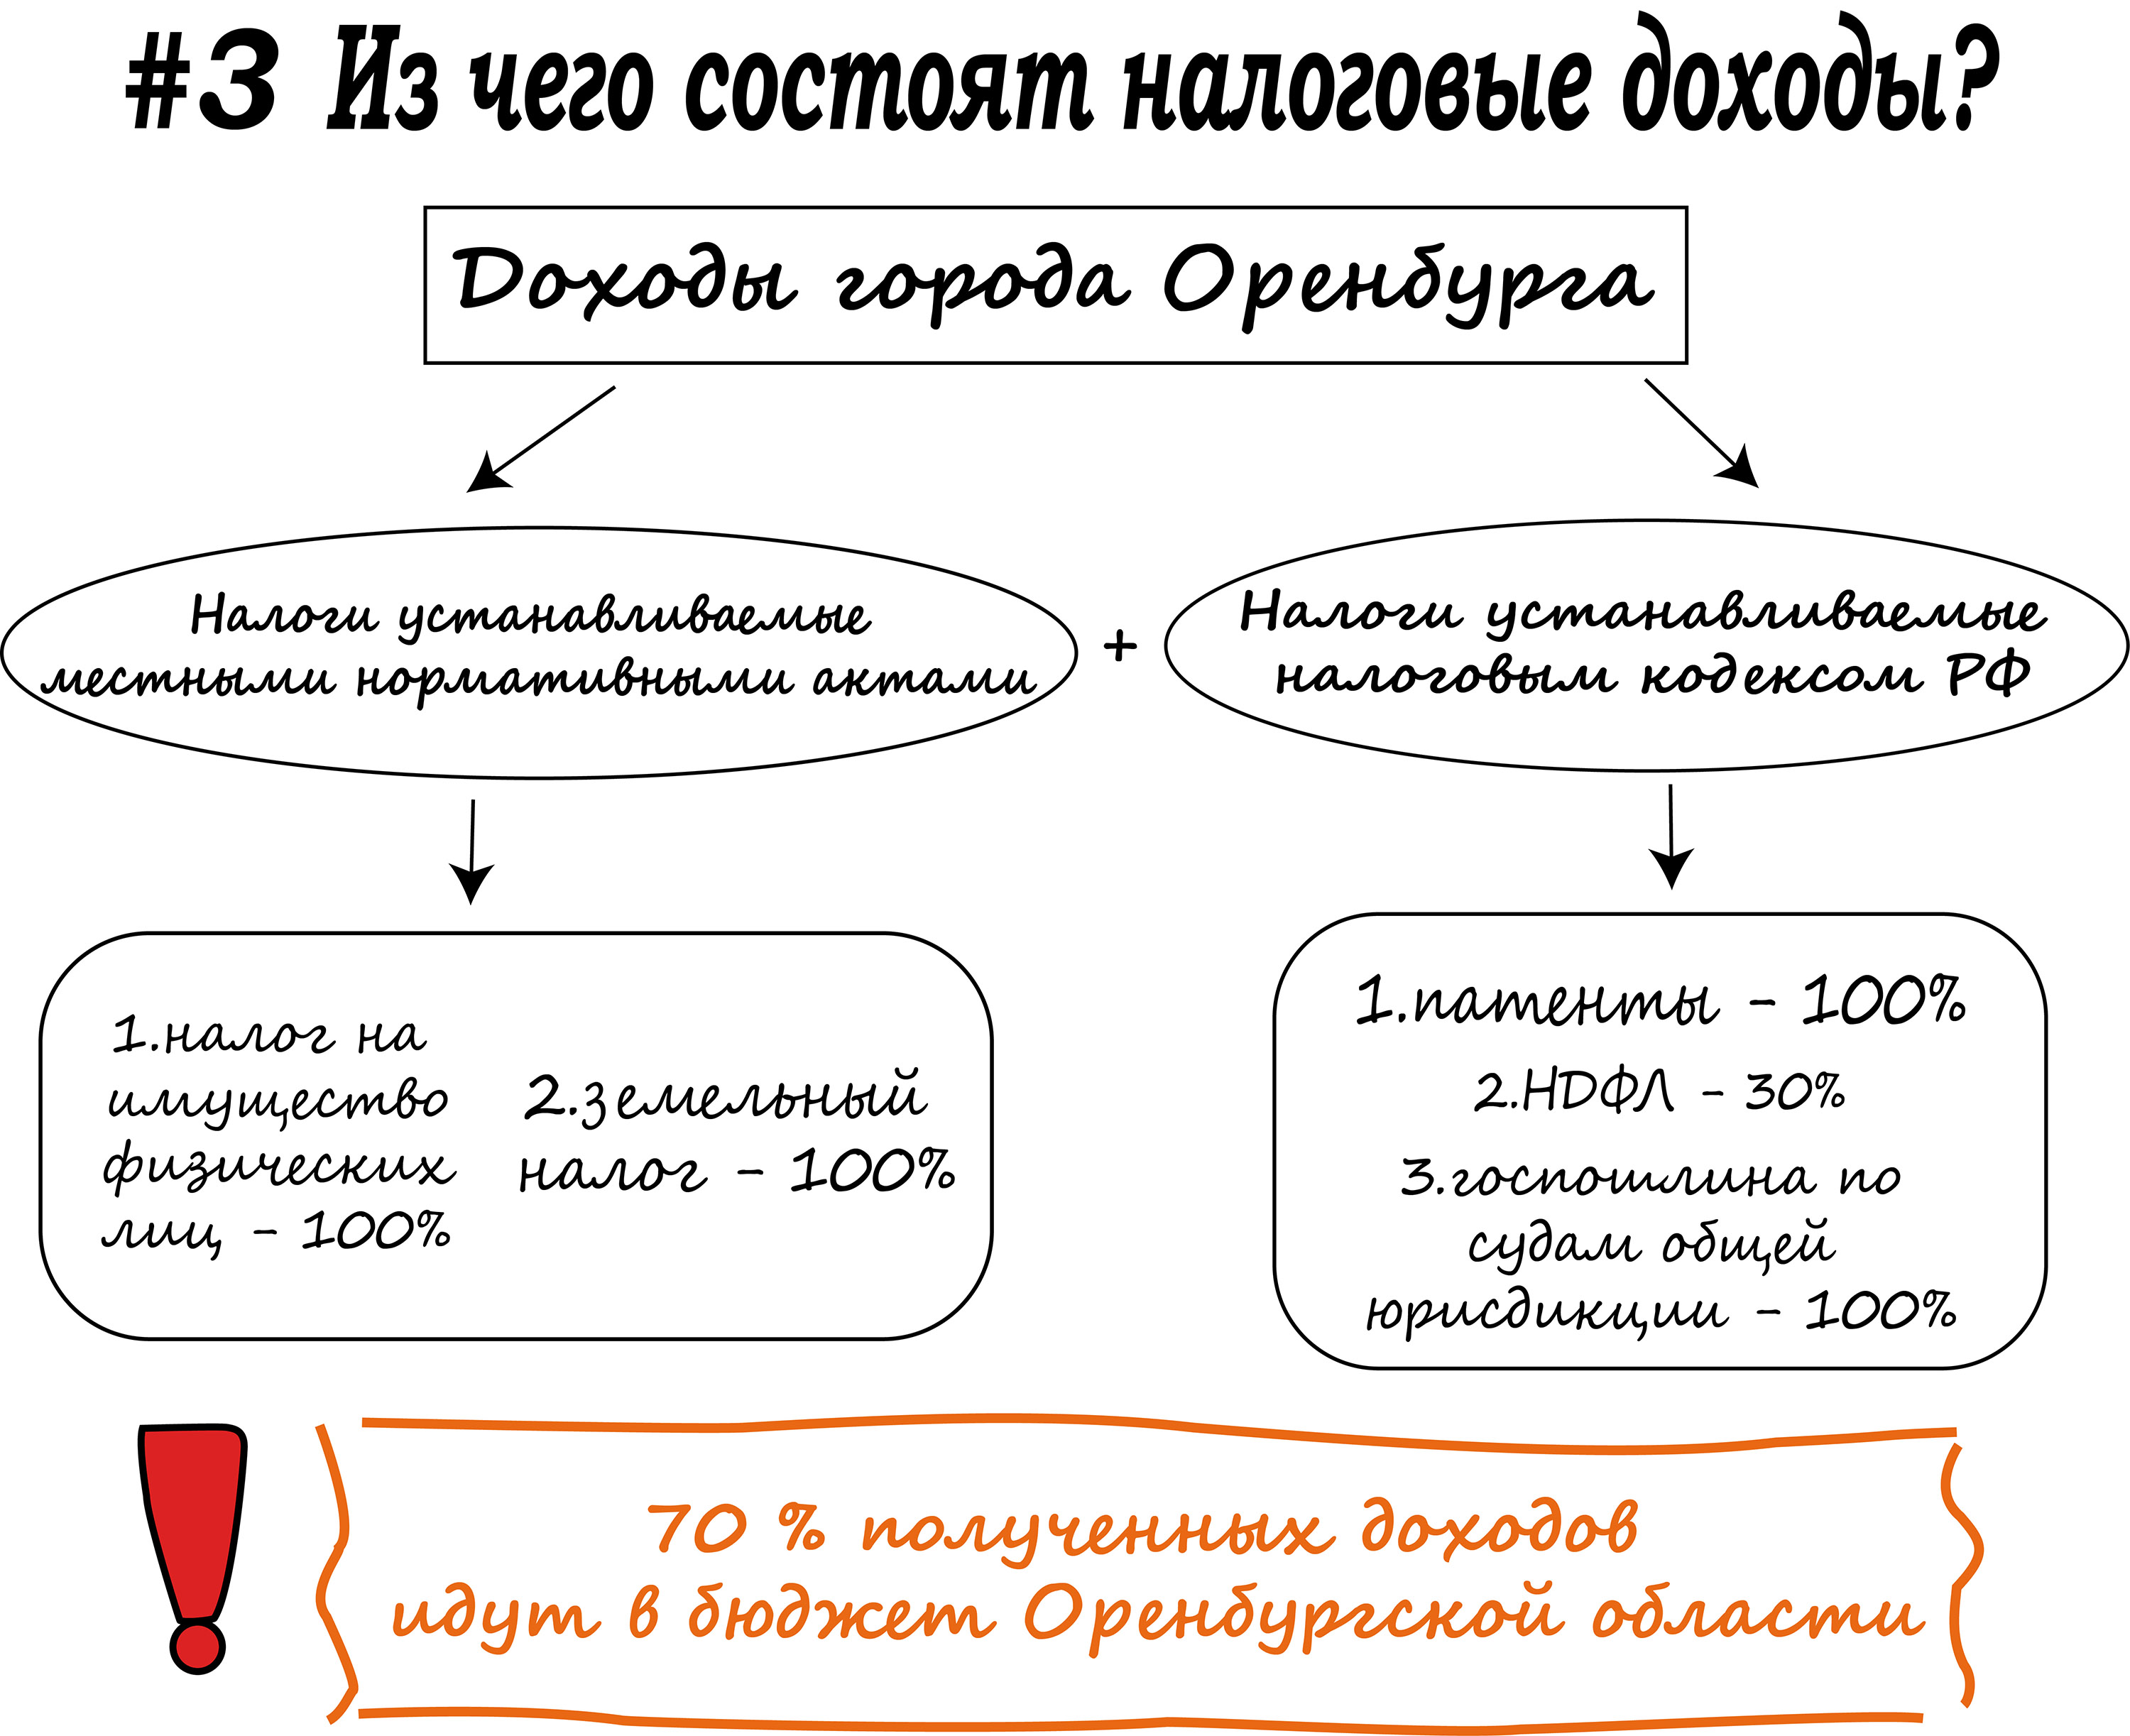 #3 Из чего состоят налоговые доходы?
Доходы города Оренбурга
Налоги устанавливаемые
местными нормативными актами
+
Налоги устанавливаемые
налоговым кодексом РФ
1.налог на
имущество
физических
лиц - 100%
2.земельный
налог - 100%
1.патенты - 100%
2.НДФЛ - 30%
3.госпошлина по
судам общей
юрисдикции - 100%
70 % полученных доходов
идут в бюджет Оренбургской области